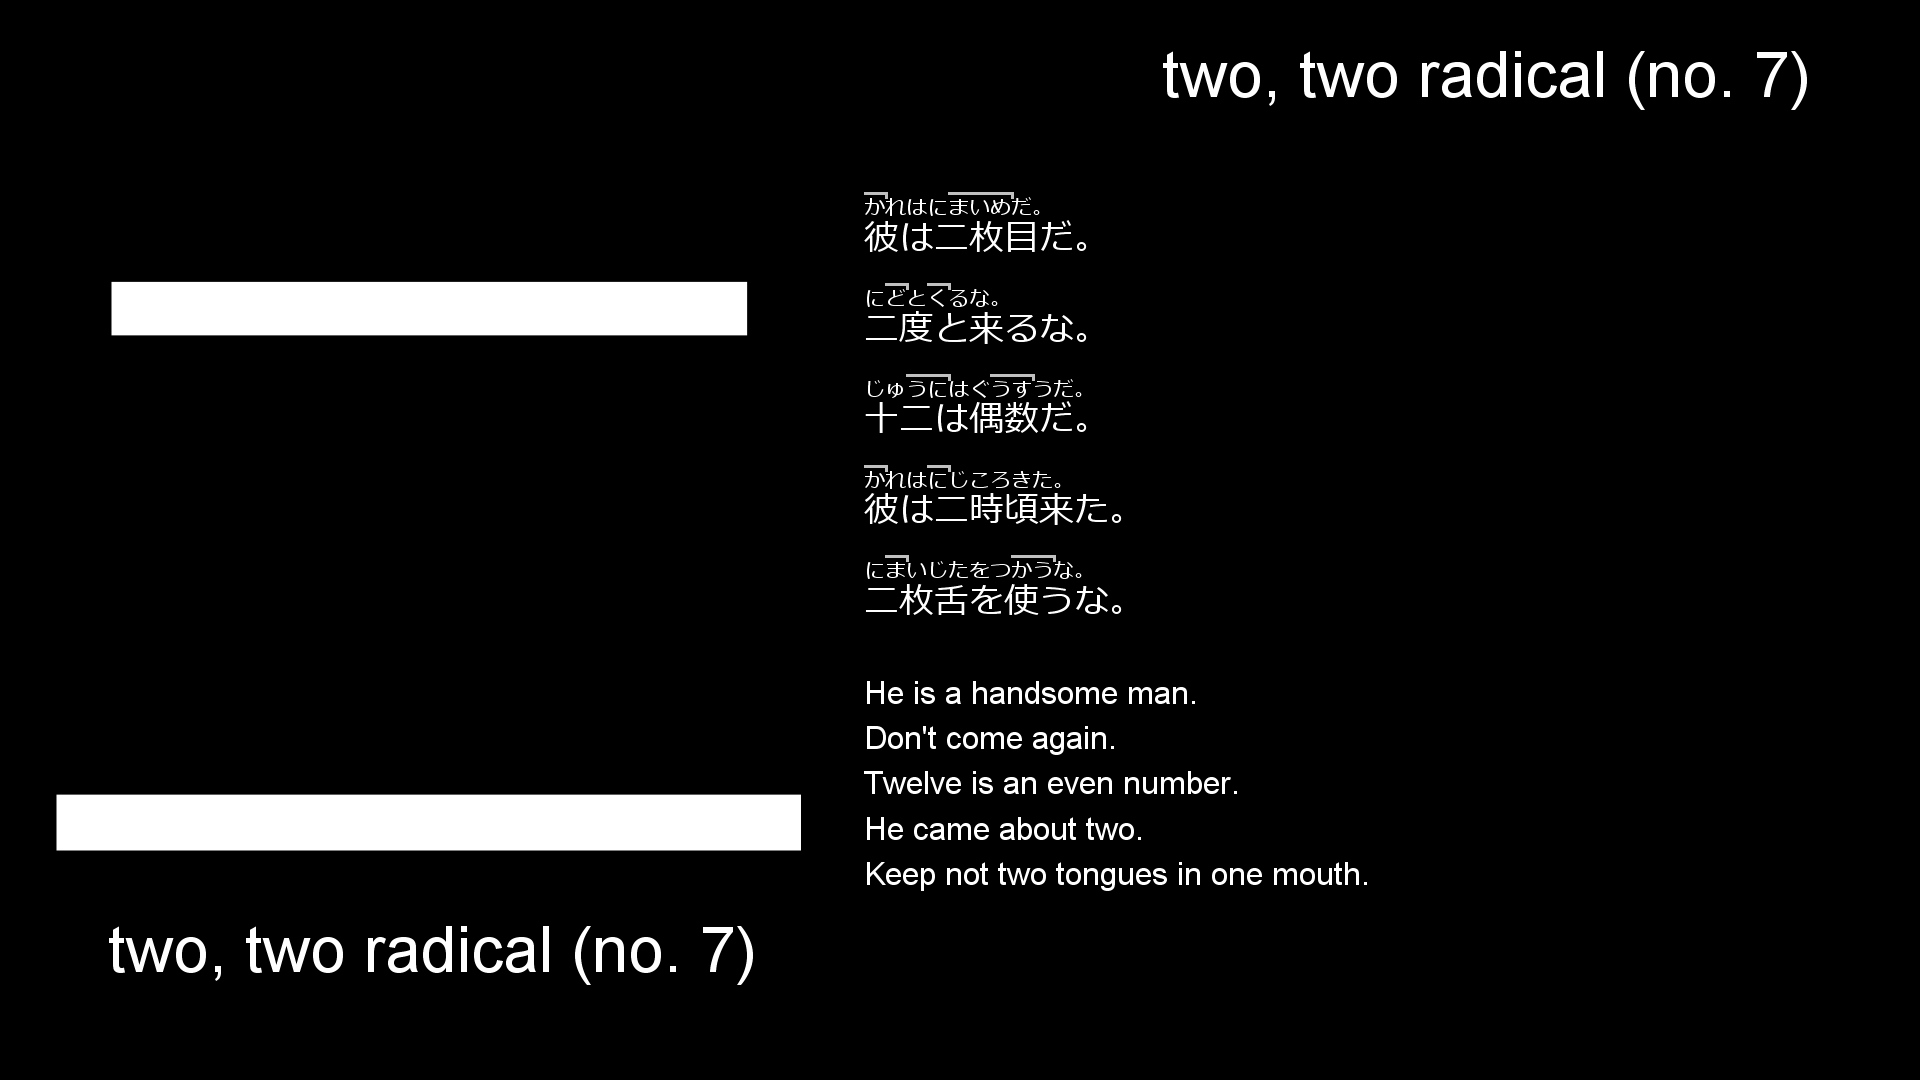 two, two radical (no. 7)
二
two, two radical (no. 7)
かれはにまいめだ。
彼は二枚目だ。
にどとくるな。
二度と来るな。
じゅうにはぐうすうだ。
十二は偶数だ。
かれはにじころきた。
彼は二時頃来た。
にまいじたをつかうな。
二枚舌を使うな。
He is a handsome man.
Don't come again.
Twelve is an even number.
He came about two.
Keep not two tongues in one mouth.